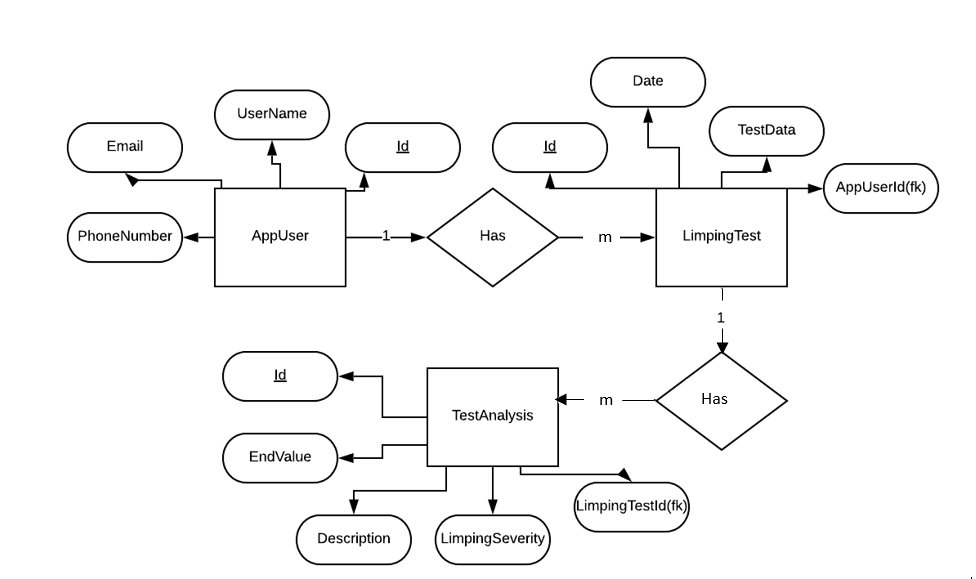 Date
UserName
TestData
Email
Id
Id
AppUserId(fk)
PhoneNumber
AppUser
1
Has
m
LimpingTest
1
Id
TestAnalysis
m
Has
EndValue
LimpingTestId(fk)
Description
LimpingSeverity